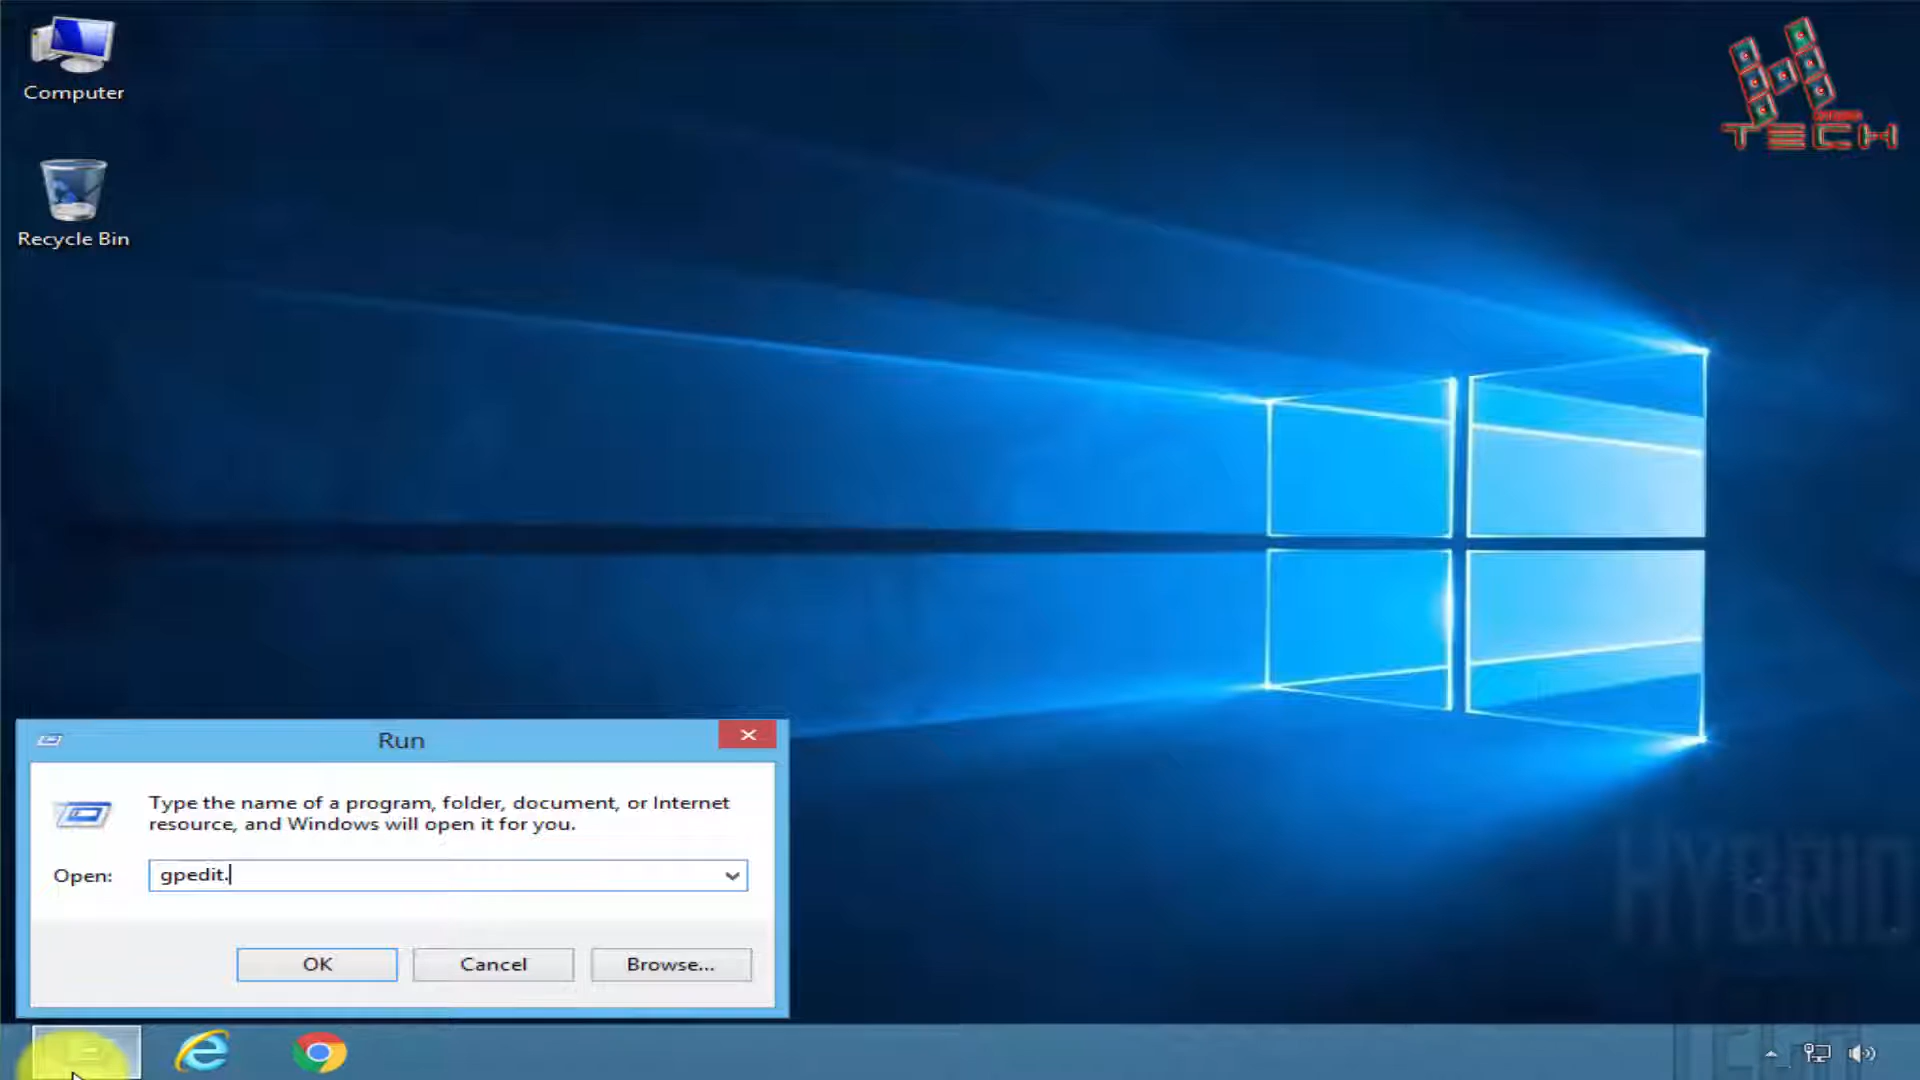 Computer
TECH
Recycle Bin
Run
Type the name of a program, folder, document, or Internet
resource, and Windows will open it for you.
Open: gpedit.
OK Cancel Browse...
HYBRID
TECH